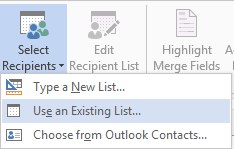 Select Recipients
Edit Recipient List
Highlight Merge Fields
Type a New List...
Use an Existing List...
Choose from Outlook Contacts...